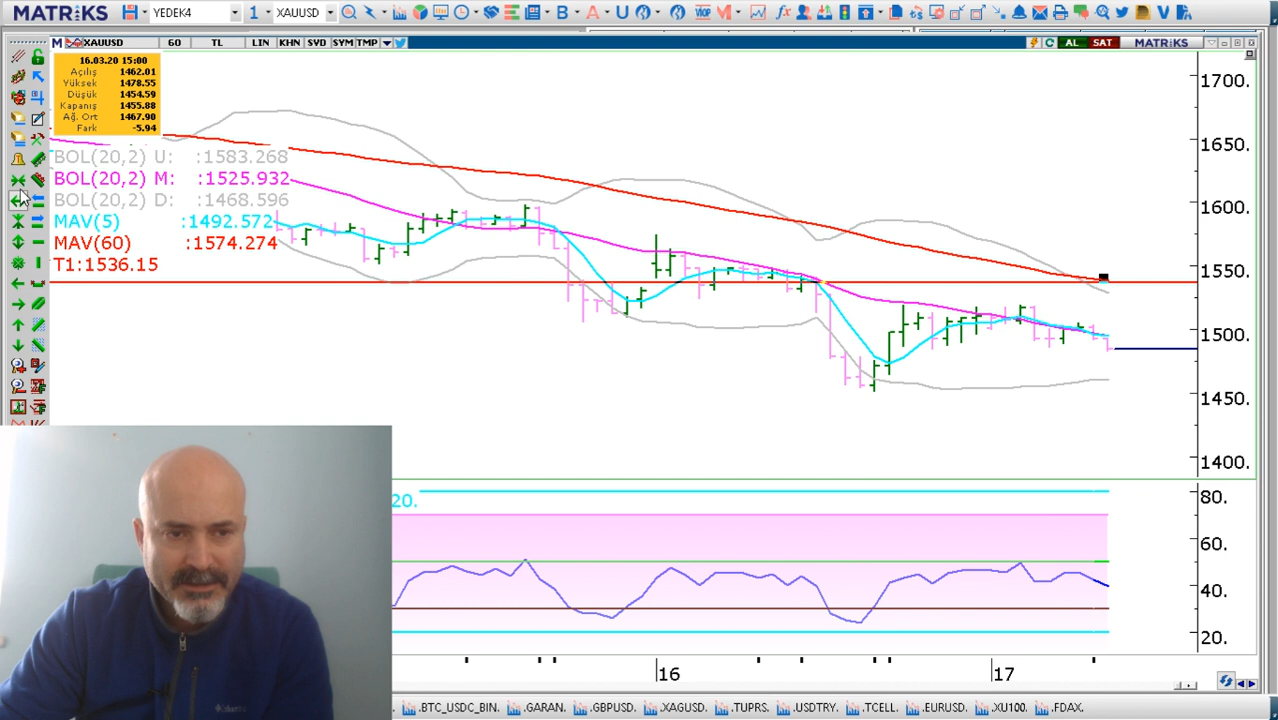 MATRiKS YEDEK4 1 XAUUSD
M XAUUSD 60 TL LIN KHN SVD SYM TMP AL SAT MATRiKS
16.03.20 15:00
Açılış 1462.01
Yüksek 1478.55
Düşük 1454.59
Kapanış 1455.88
Ağ. Ort 1467.90
Fark -5.94
BOL(20,2) U: :1583.268
BOL(20,2) M: :1525.932
BOL(20,2) D: :1468.596
MAV(5) :1492.572
MAV(60) :1574.274
T1:1536.15
1700.
1650.
1600.
1550.
1500.
1450.
1400.
20.
80.
60.
40.
20.
16 17
.BTC_USDC_BIN. .GARAN. .GBPUSD. .XAGUSD. .TUPRS. .USDTRY. .TCELL. .EURUSD. .XU100. .FDAX.
Columbia